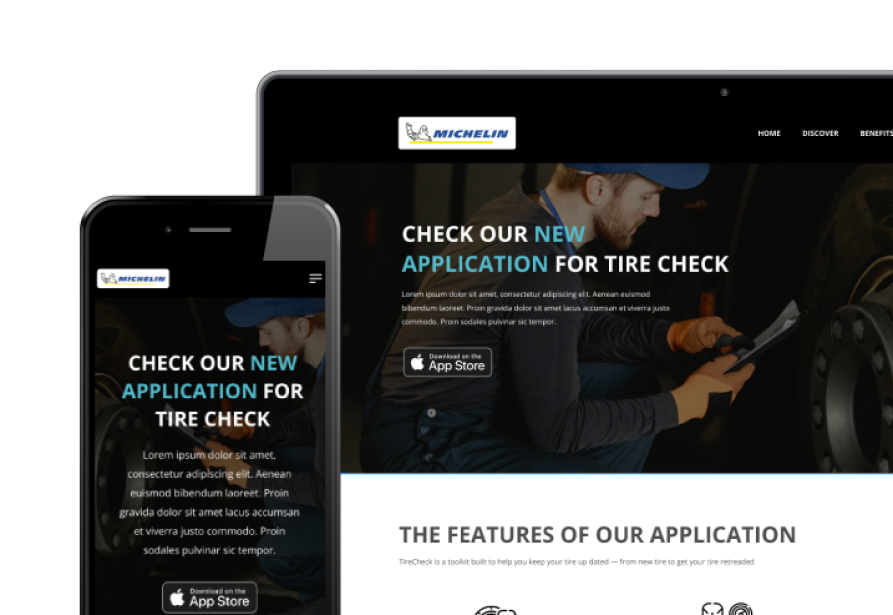 MICHELIN
HOME DISCOVER BENEFITS
CHECK OUR NEW
APPLICATION FOR TIRE CHECK
Lorem ipsum dolor sit amet, consectetur adipiscing elit. Aenean euismod
bibendum laoreet. Proin gravida dolor sit amet lacus accumsan et viverra justo
commodo. Proin sodales pulvinar sic tempor.
Download on the
App Store
THE FEATURES OF OUR APPLICATION
TireCheck is a toolkit built to help you keep your tire up dated — from new tire to get your tire retreaded
MICHELIN
CHECK OUR NEW
APPLICATION FOR
TIRE CHECK
Lorem ipsum dolor sit amet,
consectetur adipiscing elit. Aenean
euismod bibendum laoreet. Proin
gravida dolor sit amet lacus accumsan
et viverra justo commodo. Proin
sodales pulvinar sic tempor.
Download on the
App Store